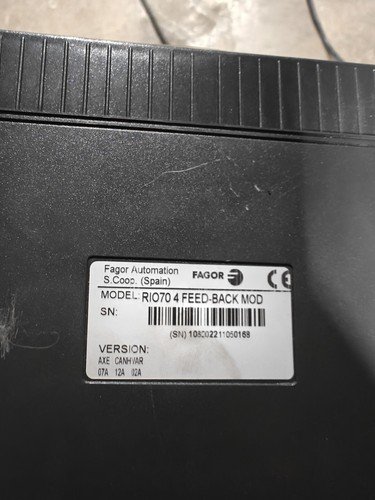 Fagor Automation
S.Coop. (Spain)
FAGOR
CE
MODEL: RIO70 4 FEED-BACK MOD
SN:
(SN) 108002211050168
VERSION:
AXE CANHWAR
07A 12A 02A